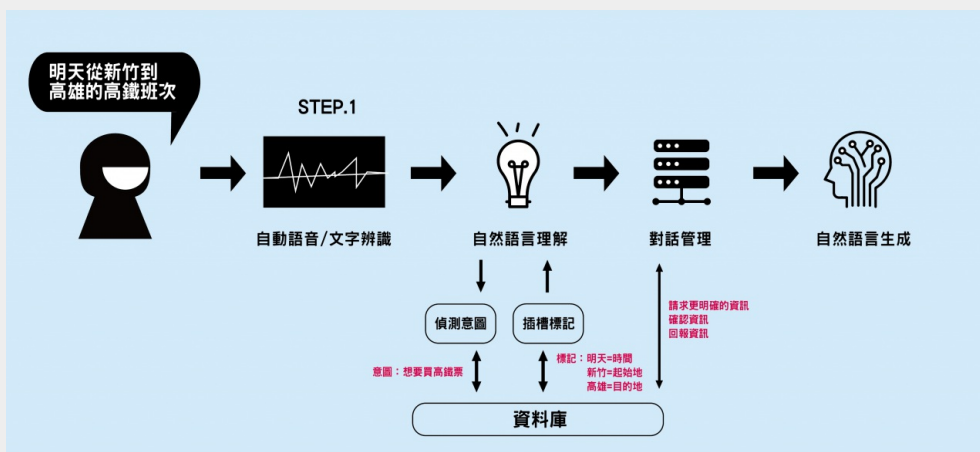 明天從新竹到
高雄的高鐵班次
STEP.1
自動語音/文字辨識
自然語言理解
對話管理
自然語言生成
偵測意圖
插槽標記
請求更明確的資訊
確認資訊
回報資訊
意圖：想要買高鐵票
標記：明天=時間
新竹=起始地
高雄=目的地
資料庫